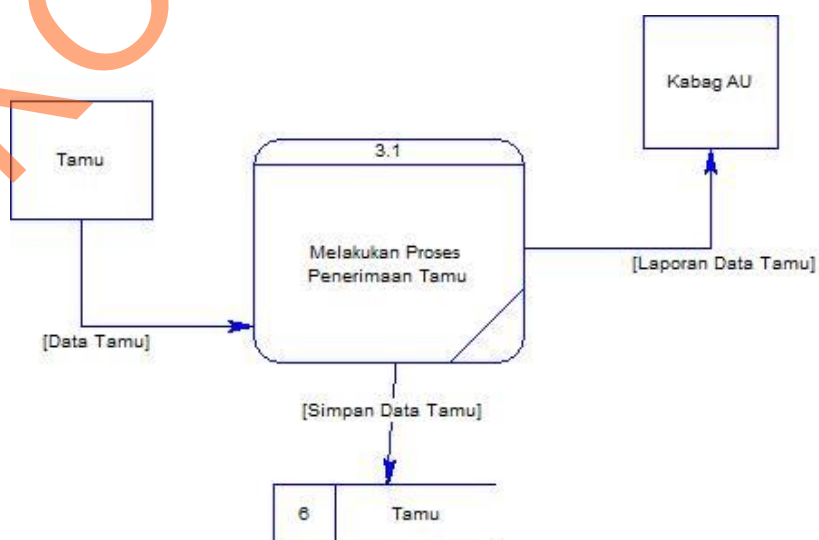 Kabag AU
Tamu
3.1
Melakukan Proses
Penerimaan Tamu
[Laporan Data Tamu]
[Data Tamu]
[Simpan Data Tamu]
6
Tamu